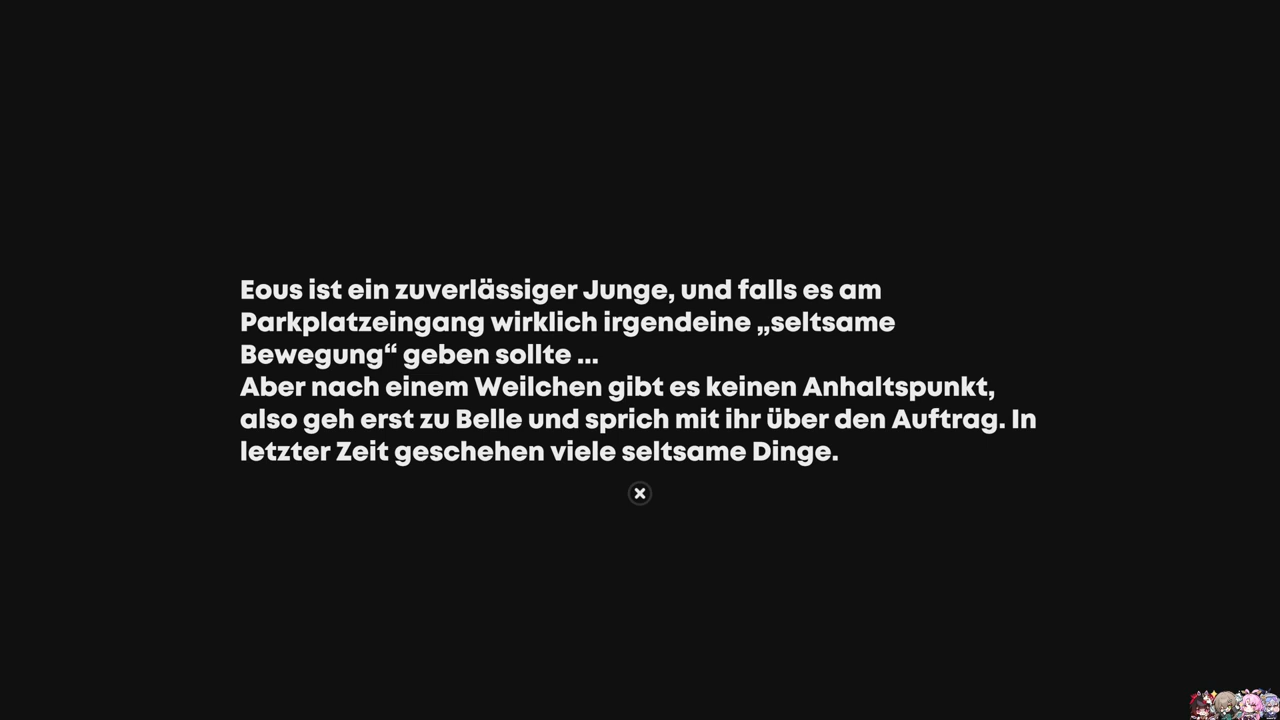 Eous ist ein zuverlässiger Junge, und falls es am
Parkplatzeingang wirklich irgendeine „seltsame
Bewegung“ geben sollte ...
Aber nach einem Weilchen gibt es keinen Anhaltspunkt,
also geh erst zu Belle und sprich mit ihr über den Auftrag. In
letzter Zeit geschehen viele seltsame Dinge.